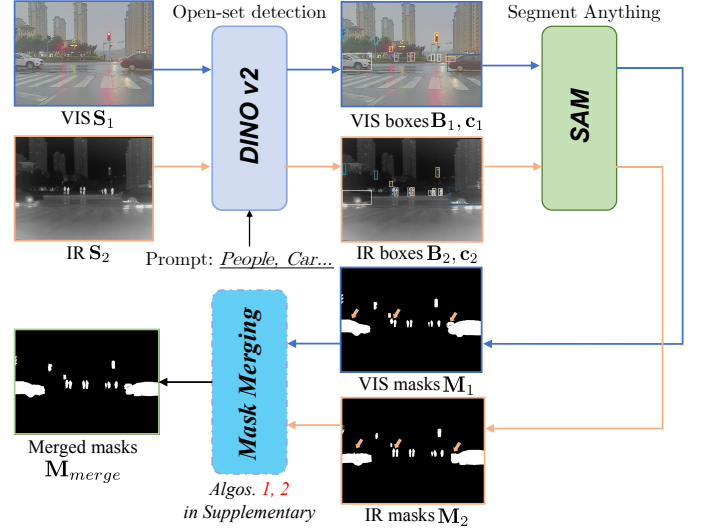 Open-set detection
Segment Anything
DINO v2
SAM
VIS S₁
VIS boxes B₁, c₁
IR S₂
IR boxes B₂, c₂
Prompt: People, Car...
Mask Merging
VIS masks M₁
Merged masks
M_merge
Algos. 1, 2
in Supplementary
IR masks M₂